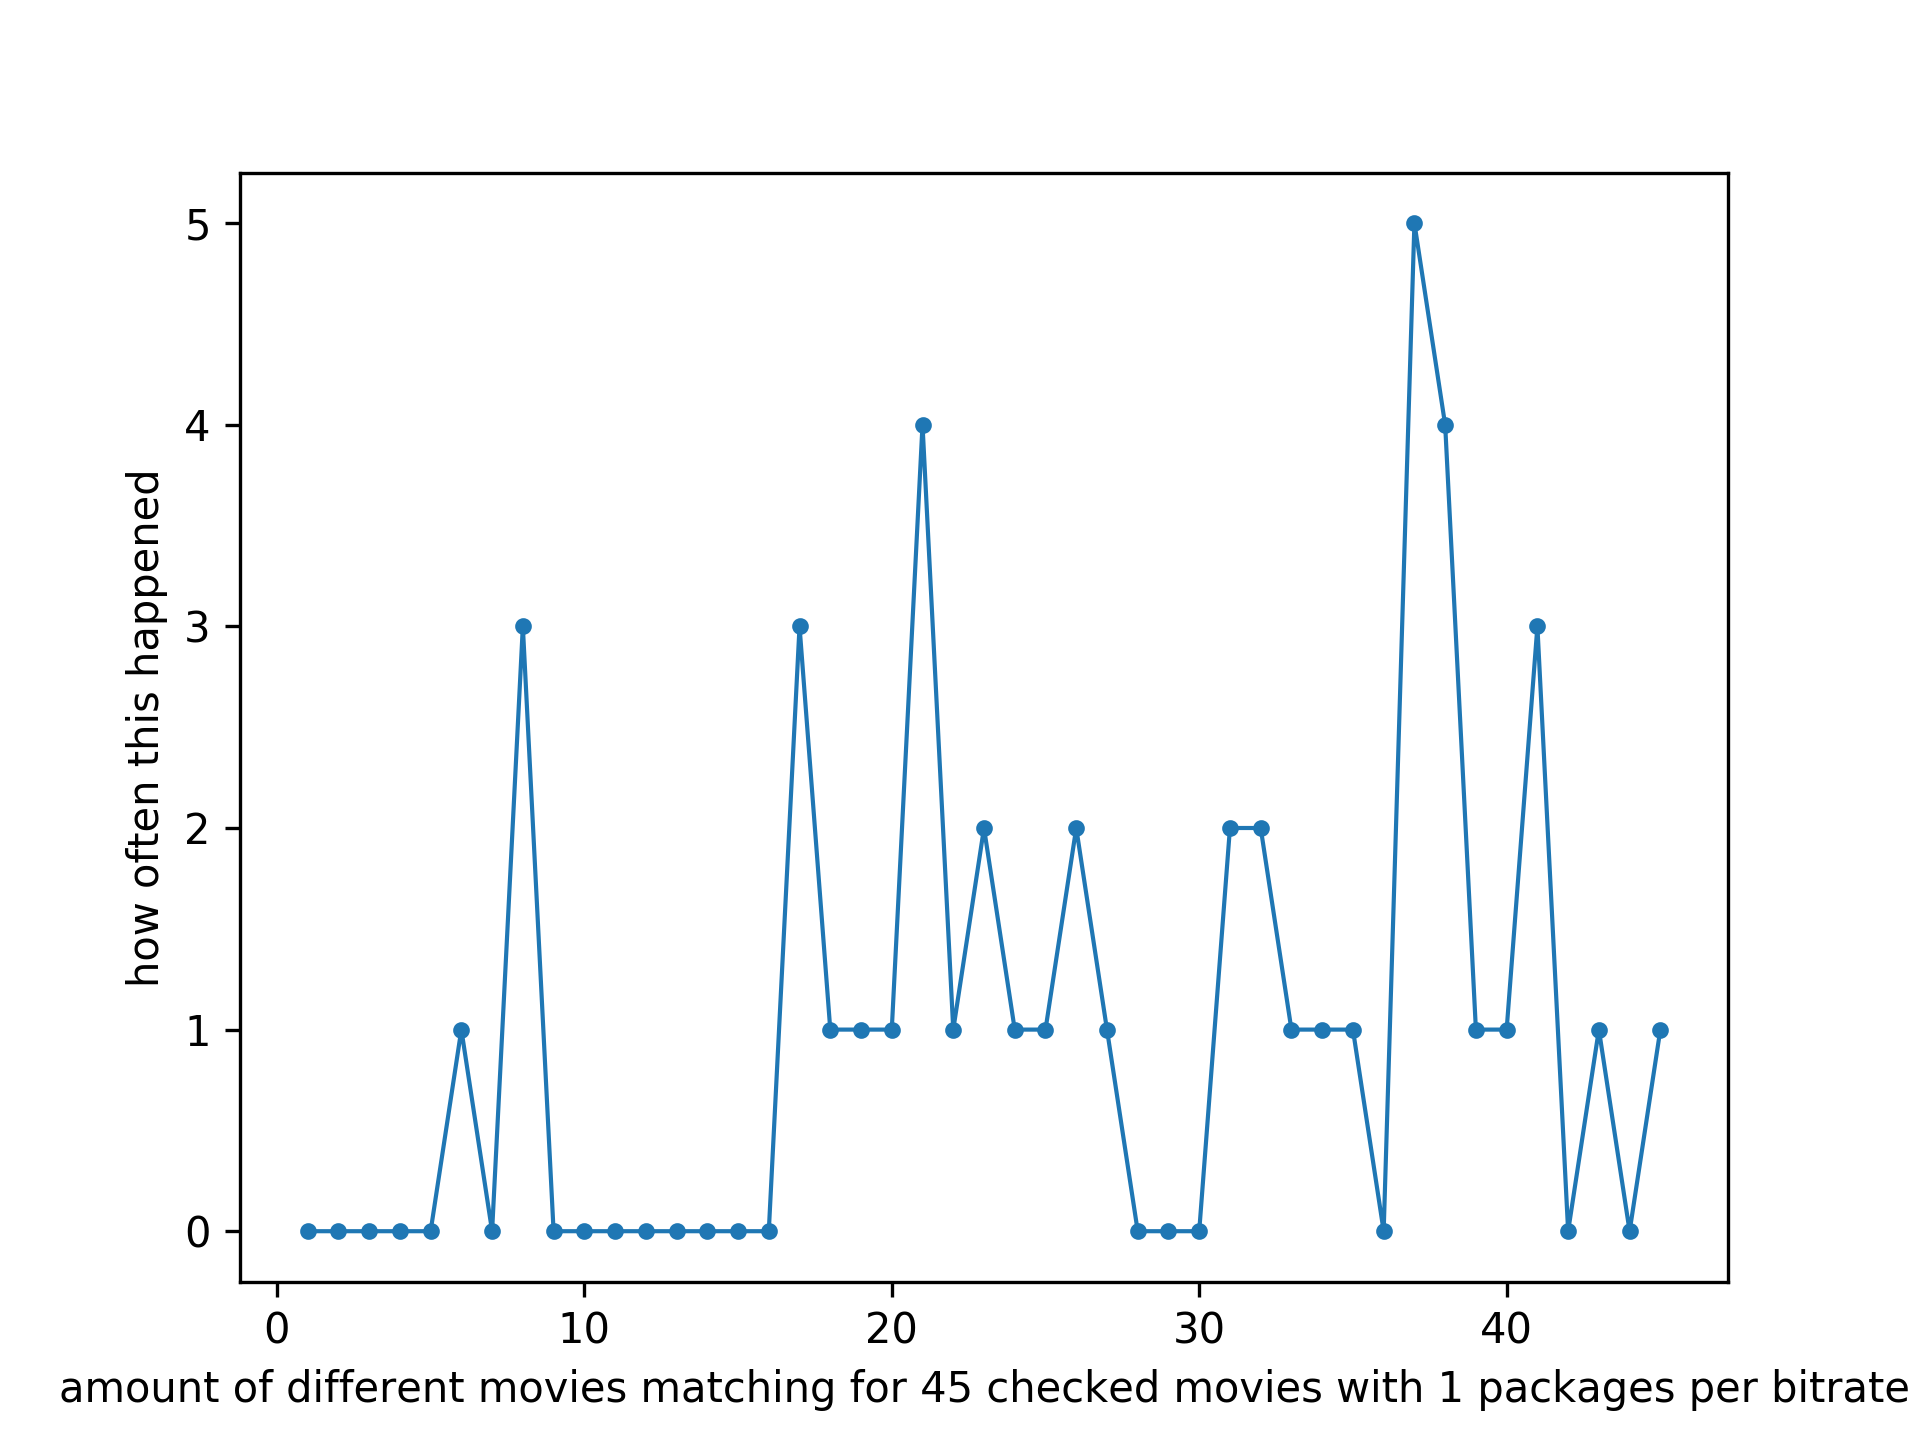 how often this happened
5
4
3
2
1
0
0 10 20 30 40
amount of different movies matching for 45 checked movies with 1 packages per bitrate